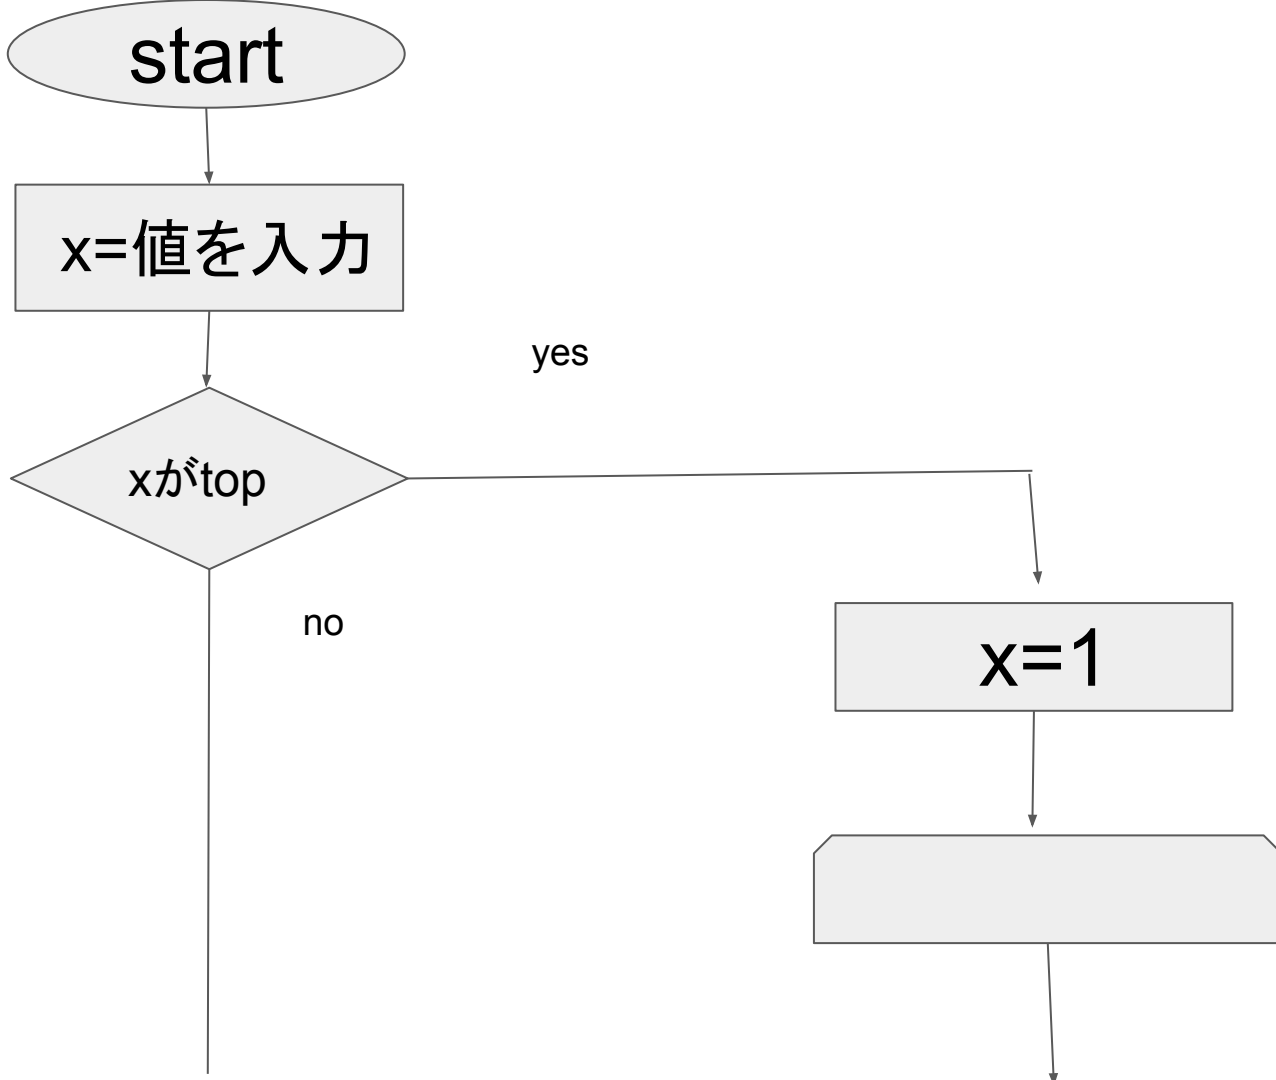 start
x=値を入力
yes
xがtop
no
x=1